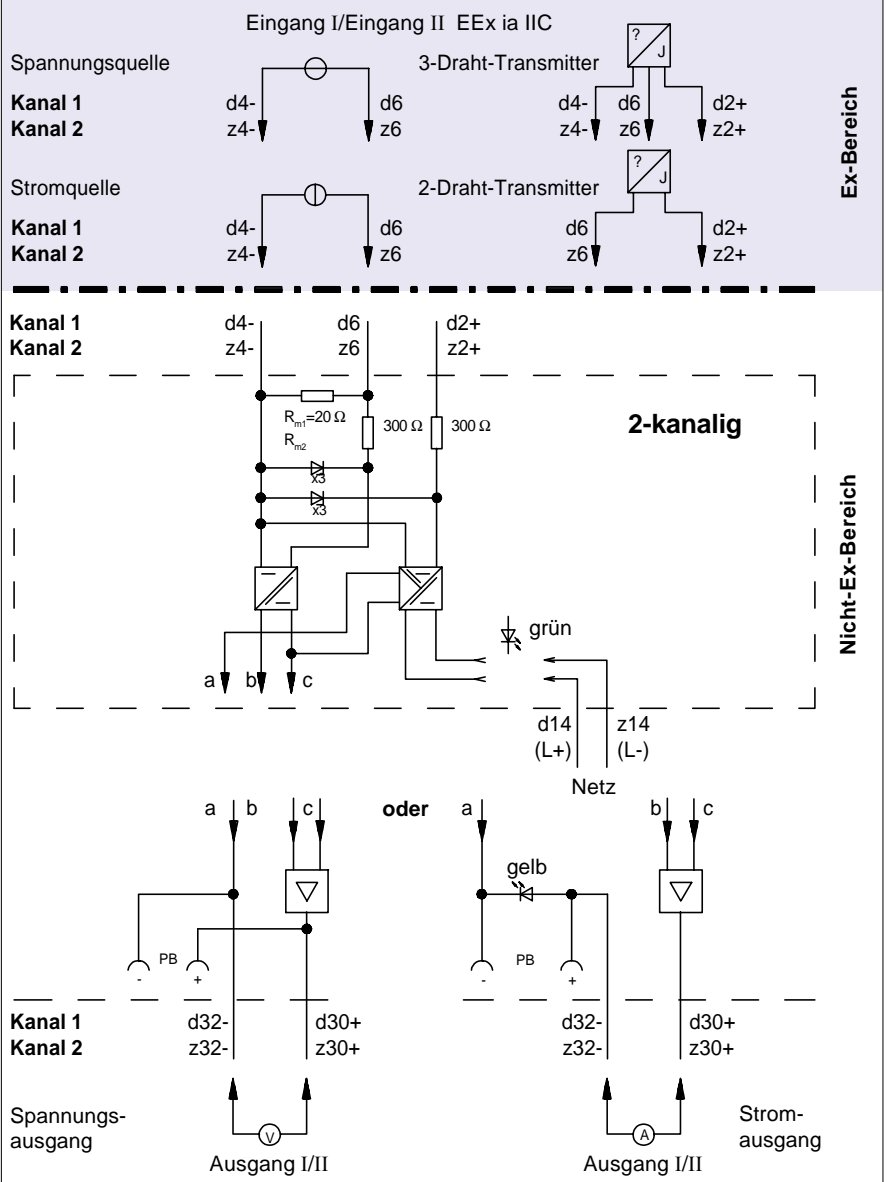 Eingang I/Eingang II EEx ia IIC
Spannungsquelle 3-Draht-Transmitter ? J
Kanal 1 d4- d6 d4- d6 d2+
Kanal 2 z4- z6 z4- z6 z2+
Stromquelle 2-Draht-Transmitter ? J
Kanal 1 d4- d6 d6 d2+
Kanal 2 z4- z6 z6 z2+
Ex-Bereich
Kanal 1 d4- d6 d2+
Kanal 2 z4- z6 z2+
Rm1=20 Ω 300 Ω 300 Ω 2-kanalig
Rm2
x3
x3
Nicht-Ex-Bereich
grün
a b c
d14 z14
(L+) (L-)
Netz
a b c oder a b c
gelb
PB PB
- + - +
Kanal 1 d32- d30+ d32- d30+
Kanal 2 z32- z30+ z32- z30+
Spannungs- Strom-
ausgang V A ausgang
Ausgang I/II Ausgang I/II